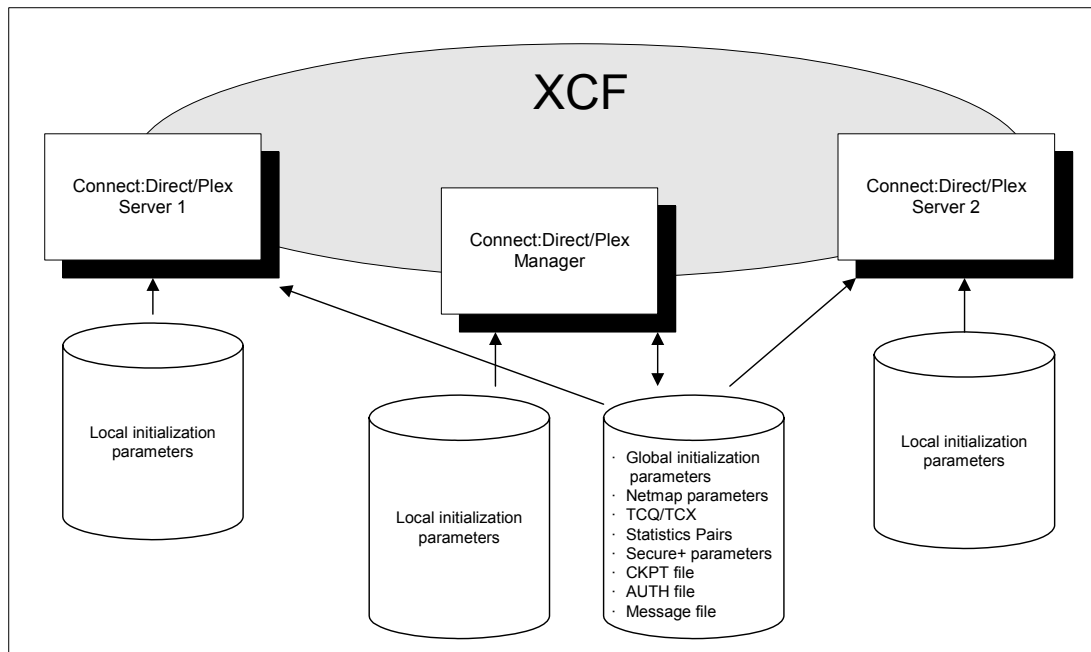 XCF
Connect:Direct/Plex
Server 1
Connect:Direct/Plex
Manager
Connect:Direct/Plex
Server 2
Local initialization
parameters
Local initialization
parameters
· Global initialization
parameters
· Netmap parameters
· TCQ/TCX
· Statistics Pairs
· Secure+ parameters
· CKPT file
· AUTH file
· Message file
Local initialization
parameters